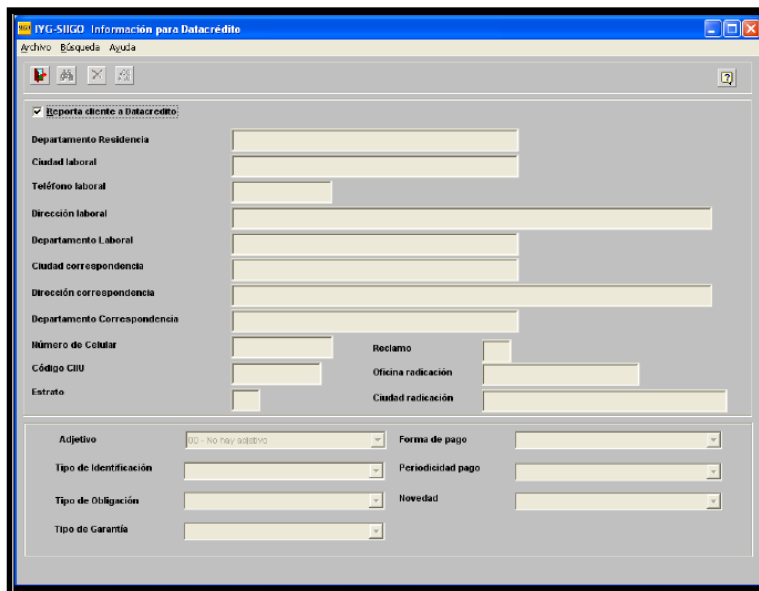 IYG-SIIGO Información para Datacrédito
Archivo Búsqueda Ayuda
Reporta cliente a Datacredito
Departamento Residencia
Ciudad laboral
Teléfono laboral
Dirección laboral
Departamento Laboral
Ciudad correspondencia
Dirección correspondencia
Departamento Correspondencia
Número de Celular
Reclamo
Código CIIU
Oficina radicación
Estrato
Ciudad radicación
Adjetivo
00 - No hay adjetivo
Forma de pago
Tipo de Identificación
Periodicidad pago
Tipo de Obligación
Novedad
Tipo de Garantía